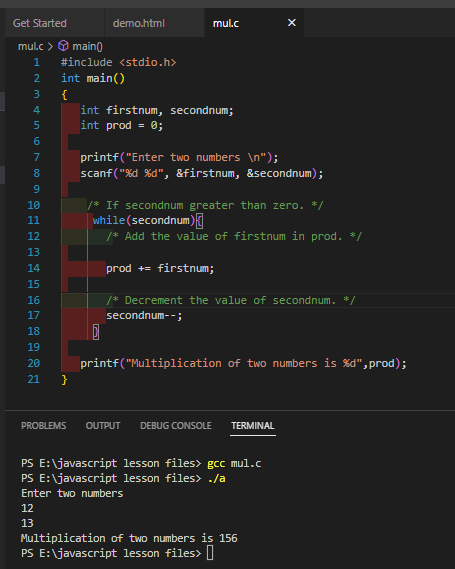 Get Started demo.html mul.c ×
mul.c > main()
1 #include <stdio.h>
2 int main()
3 {
4 int firstnum, secondnum;
5 int prod = 0;
6
7 printf("Enter two numbers \n");
8 scanf("%d %d", &firstnum, &secondnum);
9
10 /* If secondnum greater than zero. */
11 while(secondnum){
12 /* Add the value of firstnum in prod. */
13
14 prod += firstnum;
15
16 /* Decrement the value of secondnum. */
17 secondnum--;
18 }
19
20 printf("Multiplication of two numbers is %d",prod);
21 }
PROBLEMS OUTPUT DEBUG CONSOLE TERMINAL
PS E:\javascript lesson files> gcc mul.c
PS E:\javascript lesson files> ./a
Enter two numbers
12
13
Multiplication of two numbers is 156
PS E:\javascript lesson files>